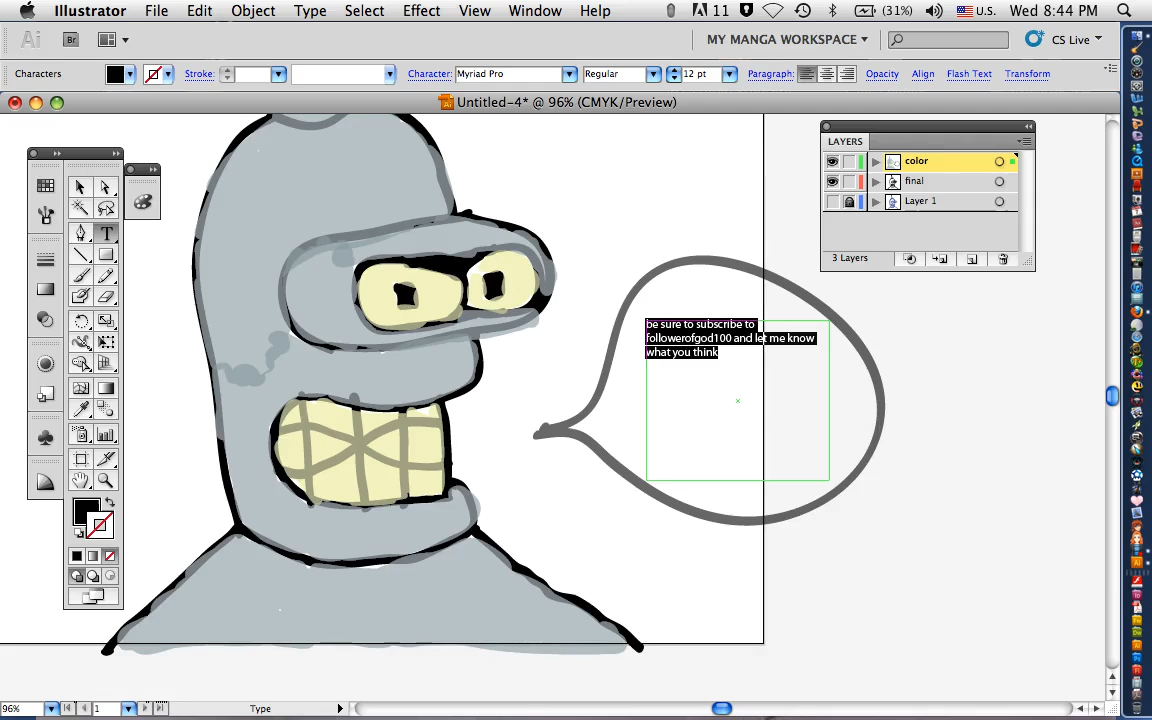 Illustrator File Edit Object Type Select Effect View Window Help 11 (31%) U.S. Wed 8:44 PM
Ai Br MY MANGA WORKSPACE CS Live
Characters Stroke: Character: Myriad Pro Regular 12 pt Paragraph: Opacity Align Flash Text Transform
Untitled-4* @ 96% (CMYK/Preview)
LAYERS
color
final
Layer 1
3 Layers
be sure to subscribe to
followerofgod100 and let me know
what you think
96% 1 Type